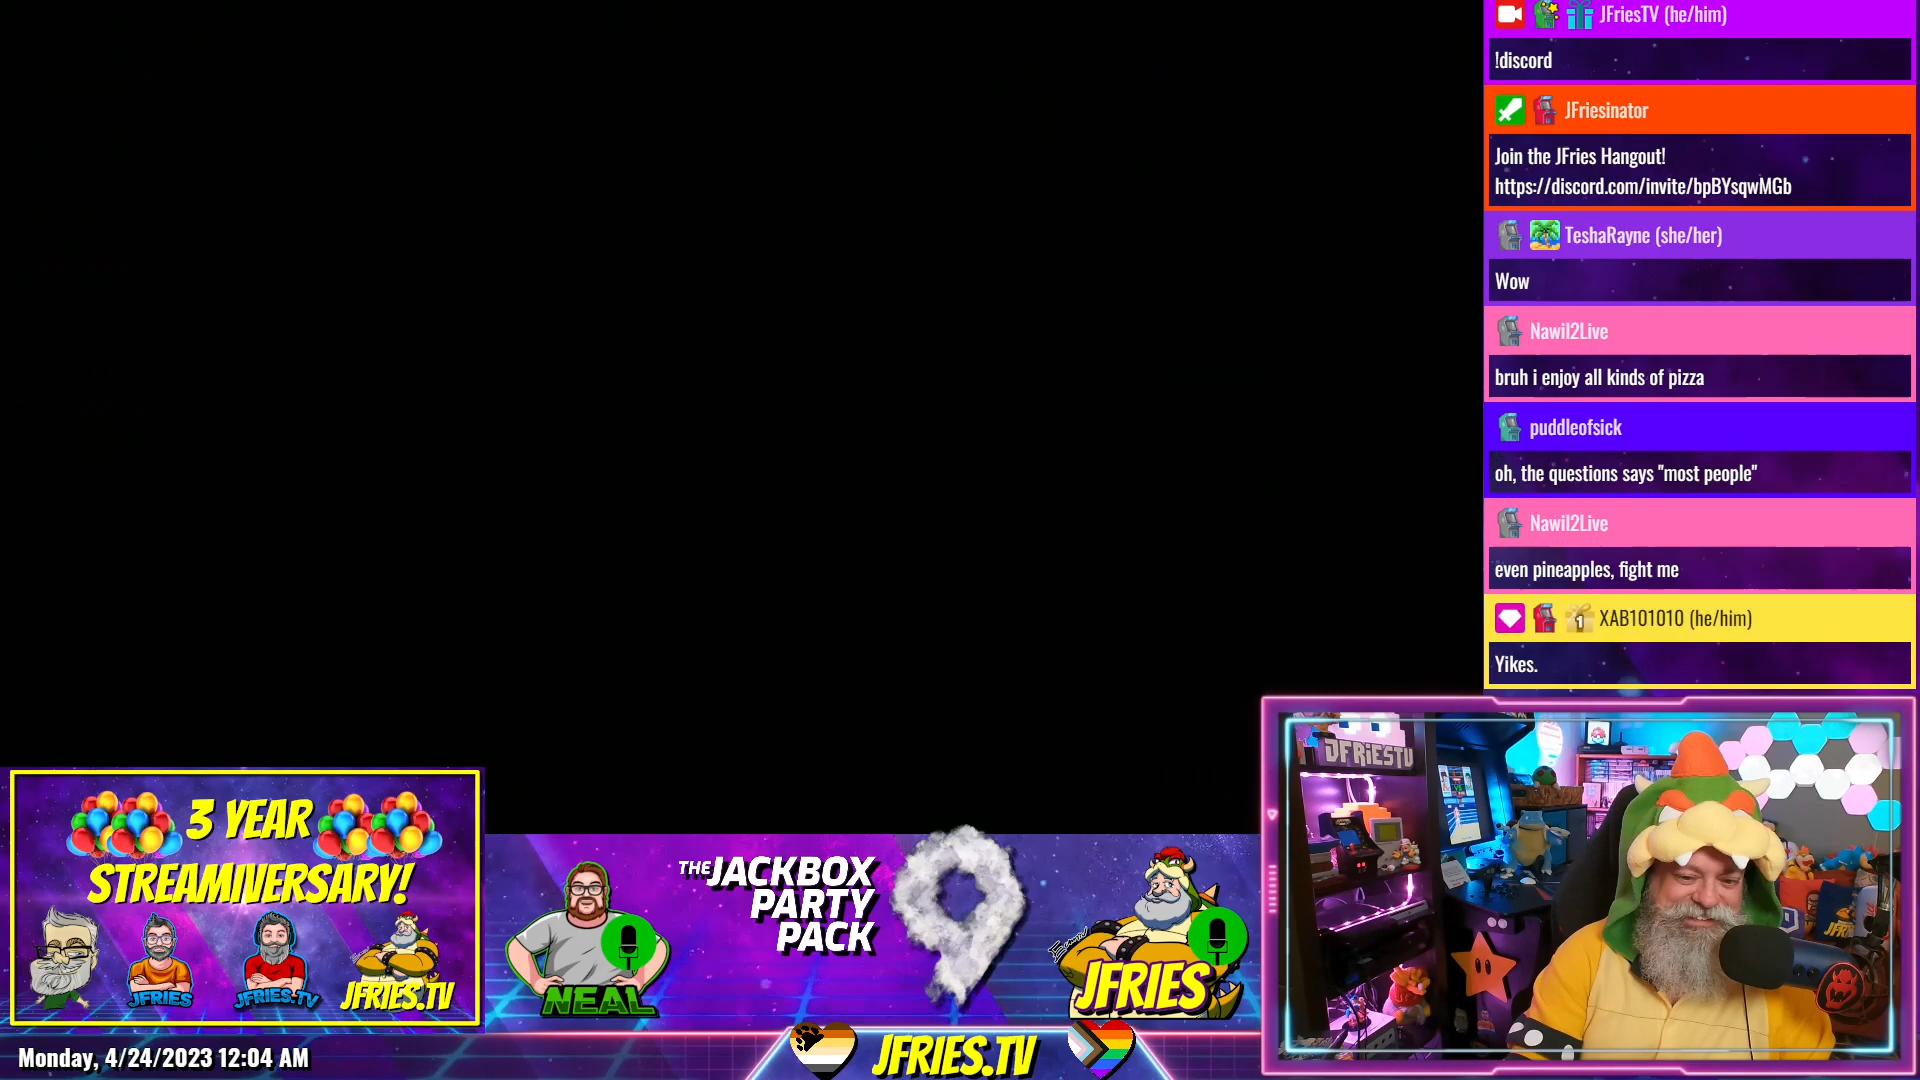 JFriesTV (he/him)
!discord
JFriesinator
Join the JFries Hangout!
https://discord.com/invite/bpBYsqwMGb
TeshaRayne (she/her)
Wow
Nawil2Live
bruh i enjoy all kinds of pizza
puddleofsick
oh, the questions says "most people"
Nawil2Live
even pineapples, fight me
1 XAB101010 (he/him)
Yikes.
JFRIESTV
3 YEAR
STREAMIVERSARY!
JFRIES
JFRIES.TV
JFRIES.TV
NEAL
THE JACKBOX
PARTY
PACK
9
JFRIES
JFRIES.TV
Monday, 4/24/2023 12:04 AM